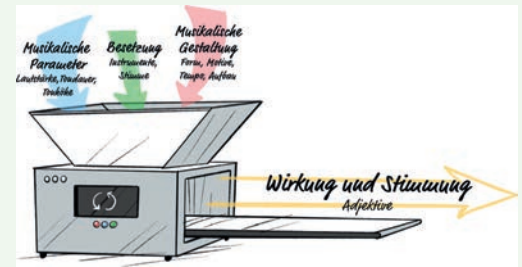 Musikalische
Parameter
Lautstärke, Tondauer,
Tonhöhe
Besetzung
Instrumente,
Stimme
Musikalische
Gestaltung
Form, Motive,
Tempo, Aufbau
Wirkung und Stimmung
Adjektive